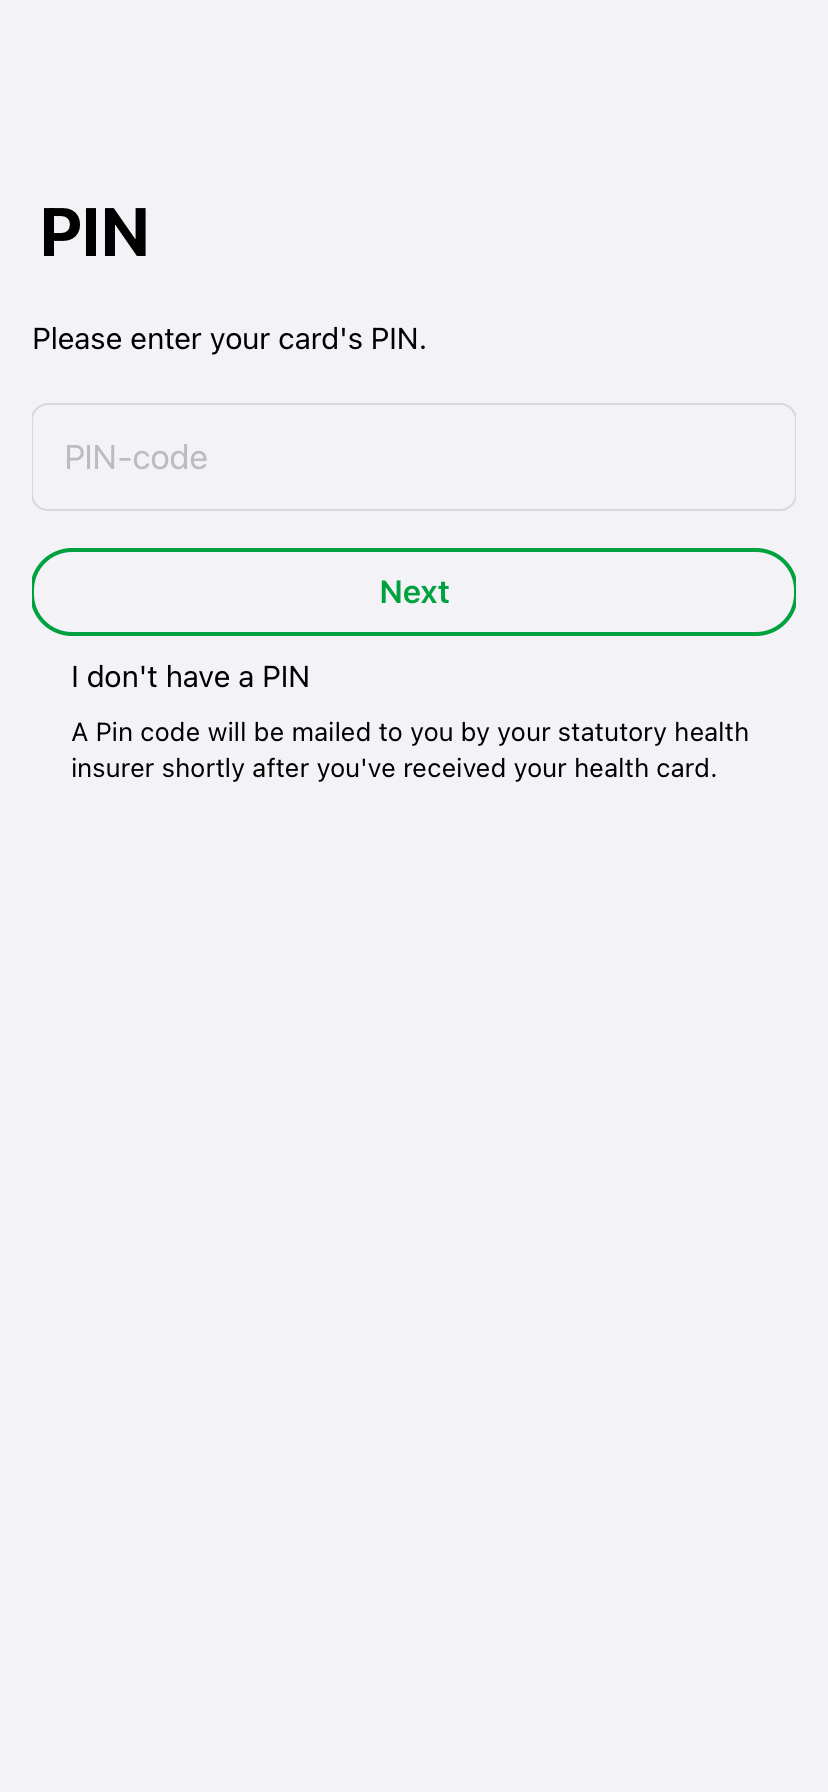 PIN
Please enter your card's PIN.
PIN-code
Next
I don't have a PIN
A Pin code will be mailed to you by your statutory health
insurer shortly after you've received your health card.